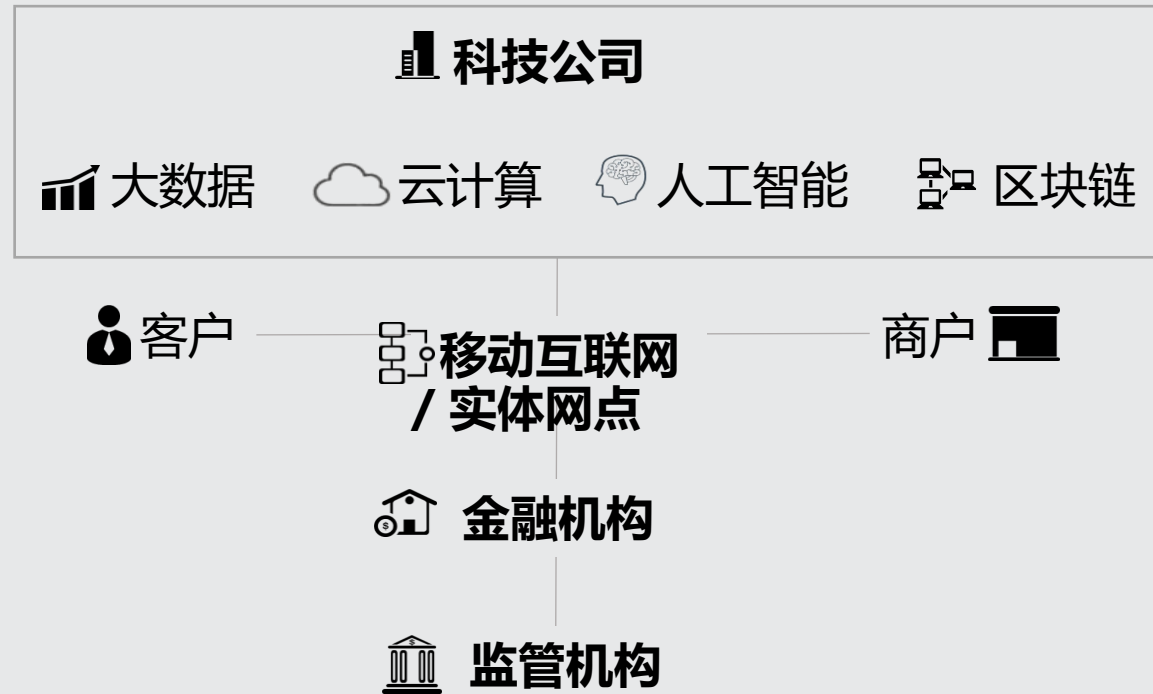 科技公司
大数据 云计算 人工智能 区块链
客户 商户
移动互联网
/ 实体网点
金融机构
监管机构